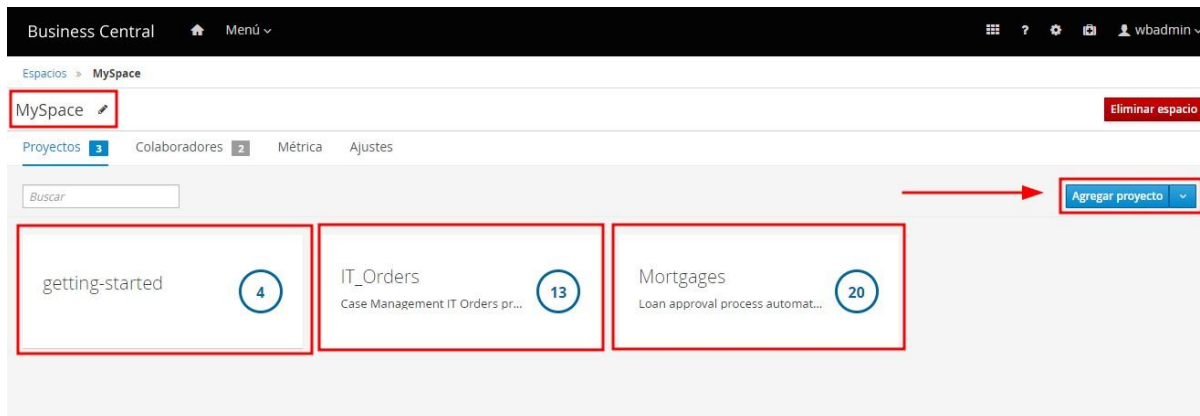 Business Central Menú ? wbadmin
Espacios » MySpace
MySpace
Eliminar espacio
Proyectos 3 Colaboradores 2 Métrica Ajustes
Buscar
Agregar proyecto
getting-started
4
IT_Orders
Case Management IT Orders pr...
13
Mortgages
Loan approval process automat...
20